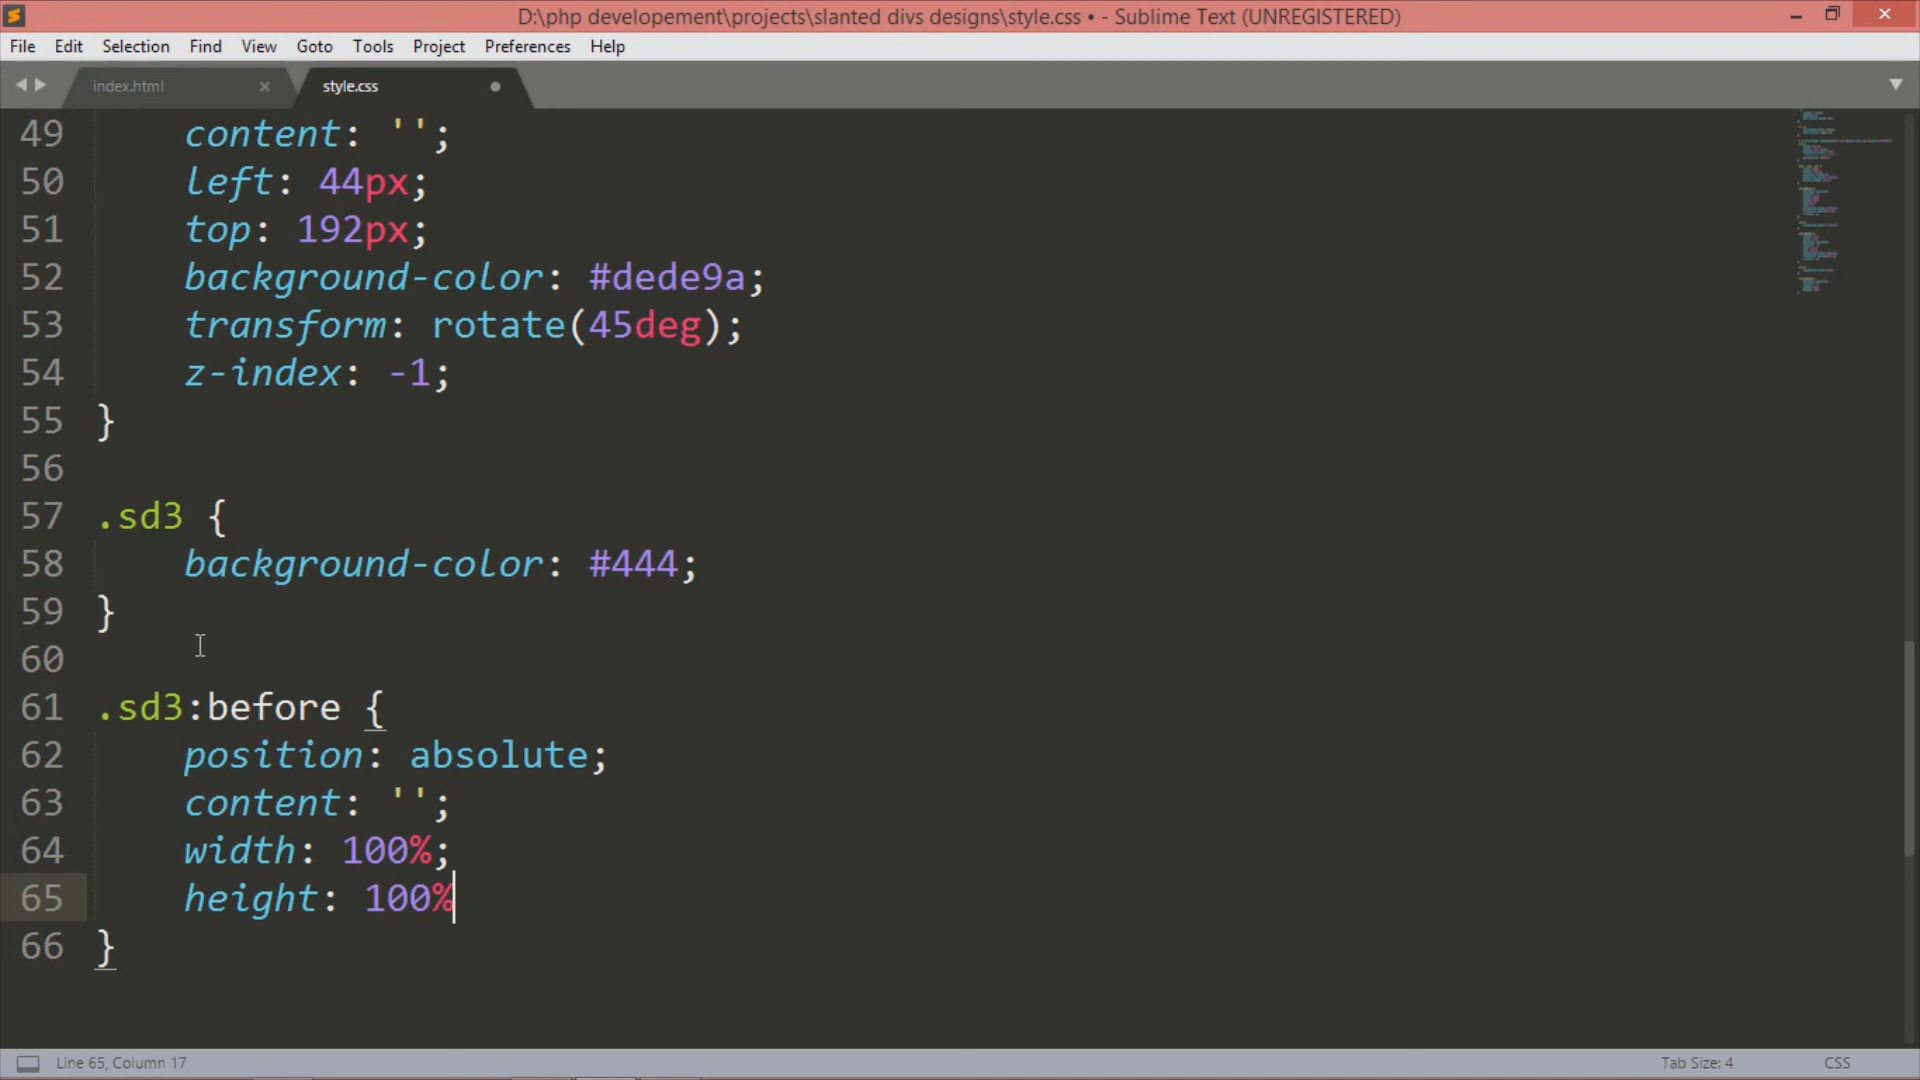 D:\php developement\projects\slanted divs designs\style.css • - Sublime Text (UNREGISTERED)
File Edit Selection Find View Goto Tools Project Preferences Help
index.html × style.css
49 content: '';
50 left: 44px;
51 top: 192px;
52 background-color: #dede9a;
53 transform: rotate(45deg);
54 z-index: -1;
55 }
56
57 .sd3 {
58 background-color: #444;
59 }
60
61 .sd3:before {
62 position: absolute;
63 content: '';
64 width: 100%;
65 height: 100%
66 }
Line 65, Column 17 Tab Size: 4 CSS